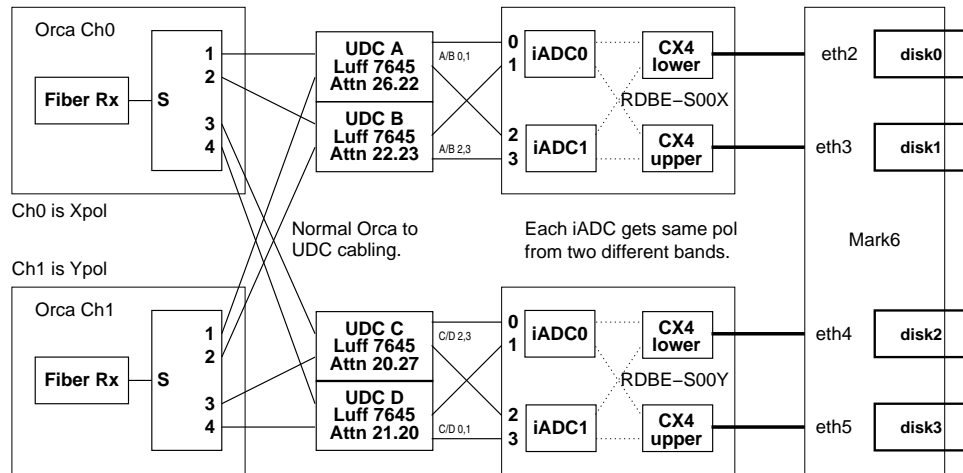 Orca Ch0
Fiber Rx
S
1
2
3
4
Ch0 is Xpol
UDC A
Luff 7645
Attn 26.22
UDC B
Luff 7645
Attn 22.23
A/B 0,1
A/B 2,3
0
1
2
3
iADC0
iADC1
CX4
lower
RDBE−S00X
CX4
upper
eth2
eth3
disk0
disk1
Normal Orca to
UDC cabling.
Each iADC gets same pol
from two different bands.
Mark6
Ch1 is Ypol
Orca Ch1
Fiber Rx
S
1
2
3
4
UDC C
Luff 7645
Attn 20.27
UDC D
Luff 7645
Attn 21.20
C/D 2,3
C/D 0,1
0
1
2
3
iADC0
iADC1
CX4
lower
RDBE−S00Y
CX4
upper
eth4
eth5
disk2
disk3